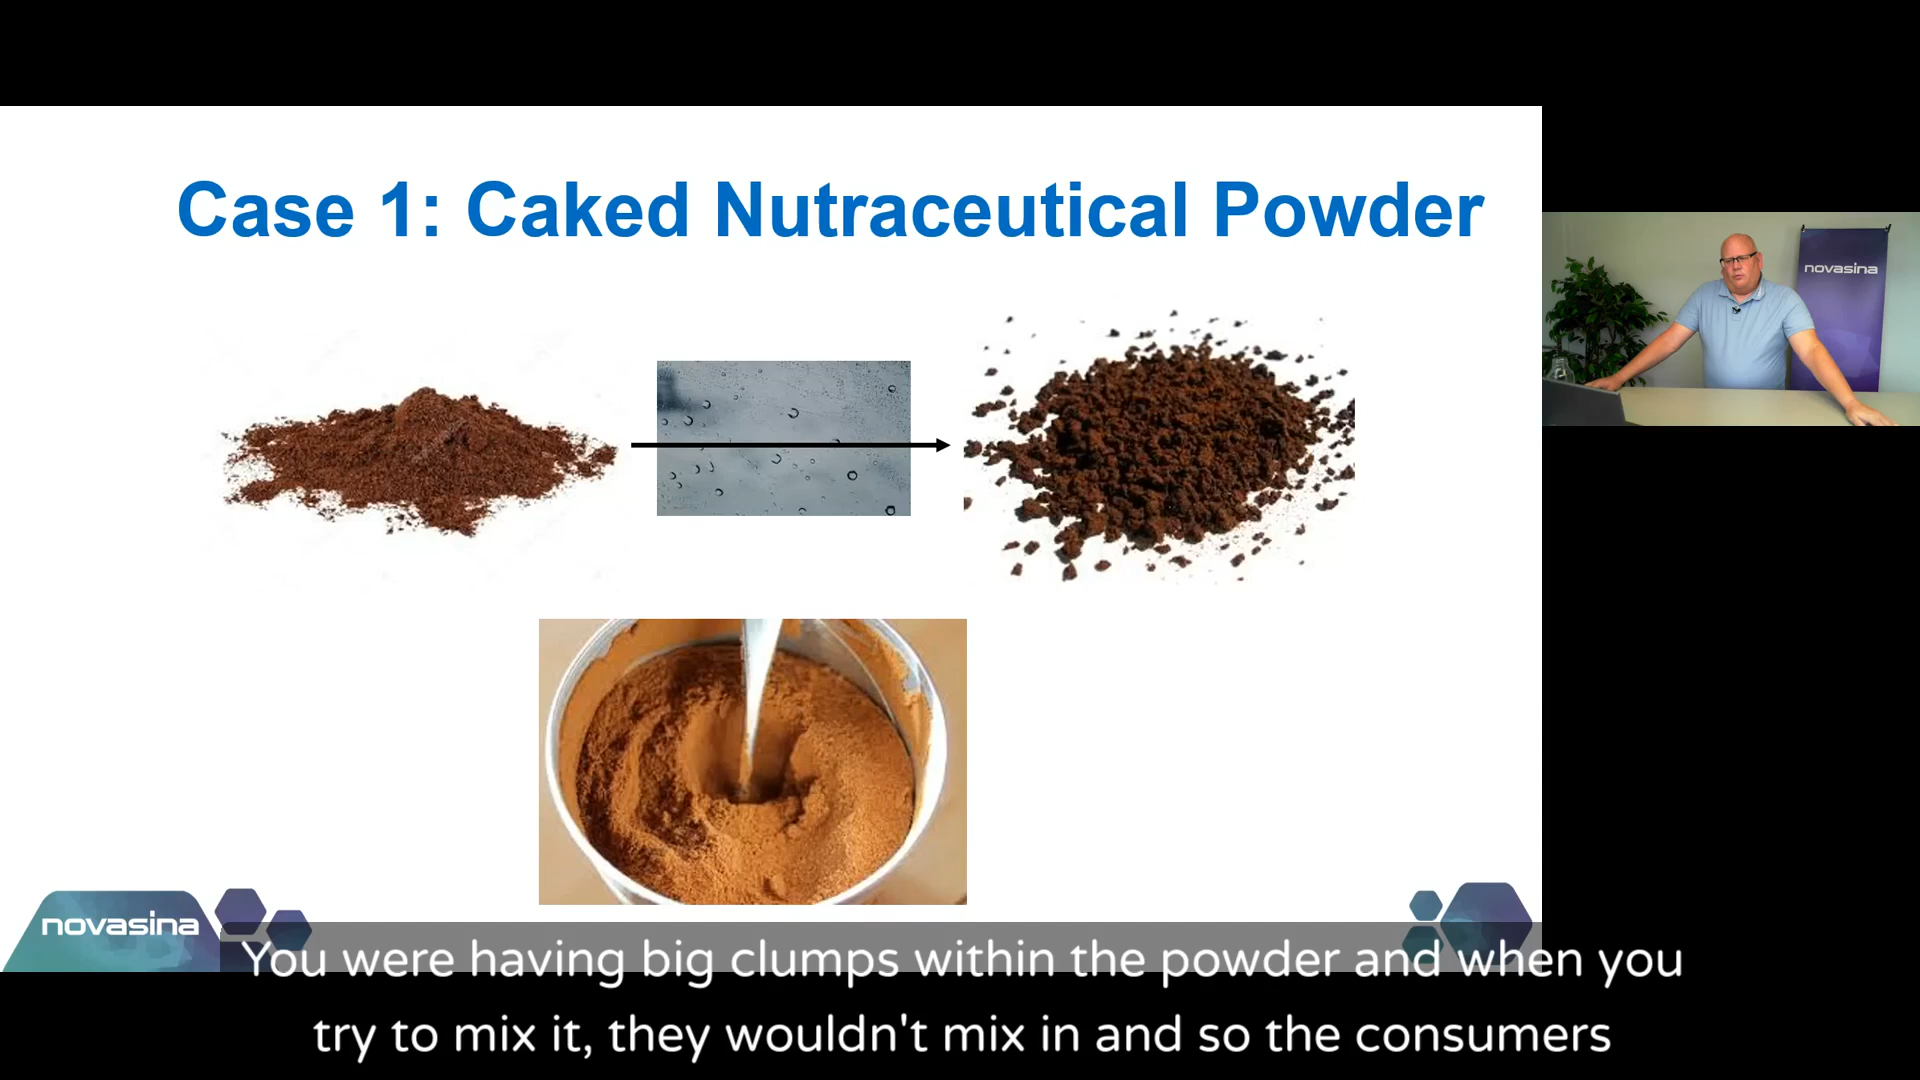 Case 1: Caked Nutraceutical Powder
novasina
novasina
You were having big clumps within the powder and when you
try to mix it, they wouldn't mix in and so the consumers